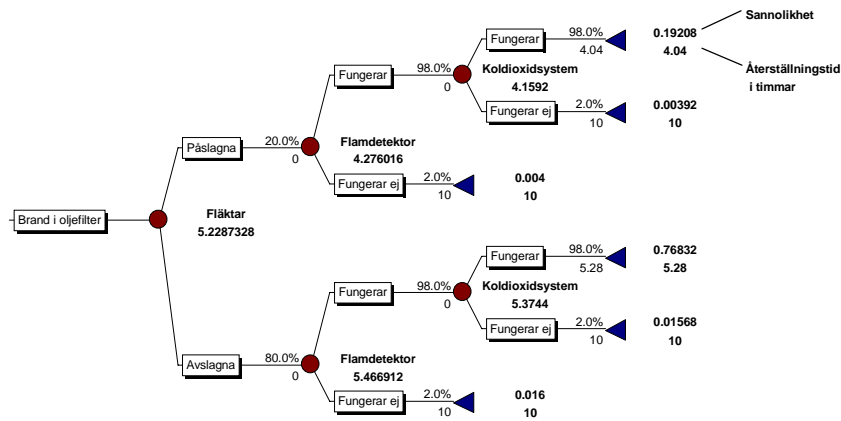 Sannolikhet
Fungerar 98.0% 0.19208
4.04 4.04
Återställningstid
i timmar
Fungerar 98.0% Koldioxidsystem
0 4.1592
Fungerar ej 2.0% 0.00392
10 10
Påslagna 20.0% Flamdetektor
0 4.276016
Fungerar ej 2.0% 0.004
10 10
Brand i oljefilter
Fläktar
5.2287328
Fungerar 98.0% 0.76832
5.28 5.28
Fungerar 98.0% Koldioxidsystem
0 5.3744
Fungerar ej 2.0% 0.01568
10 10
Avslagna 80.0% Flamdetektor
0 5.466912
Fungerar ej 2.0% 0.016
10 10